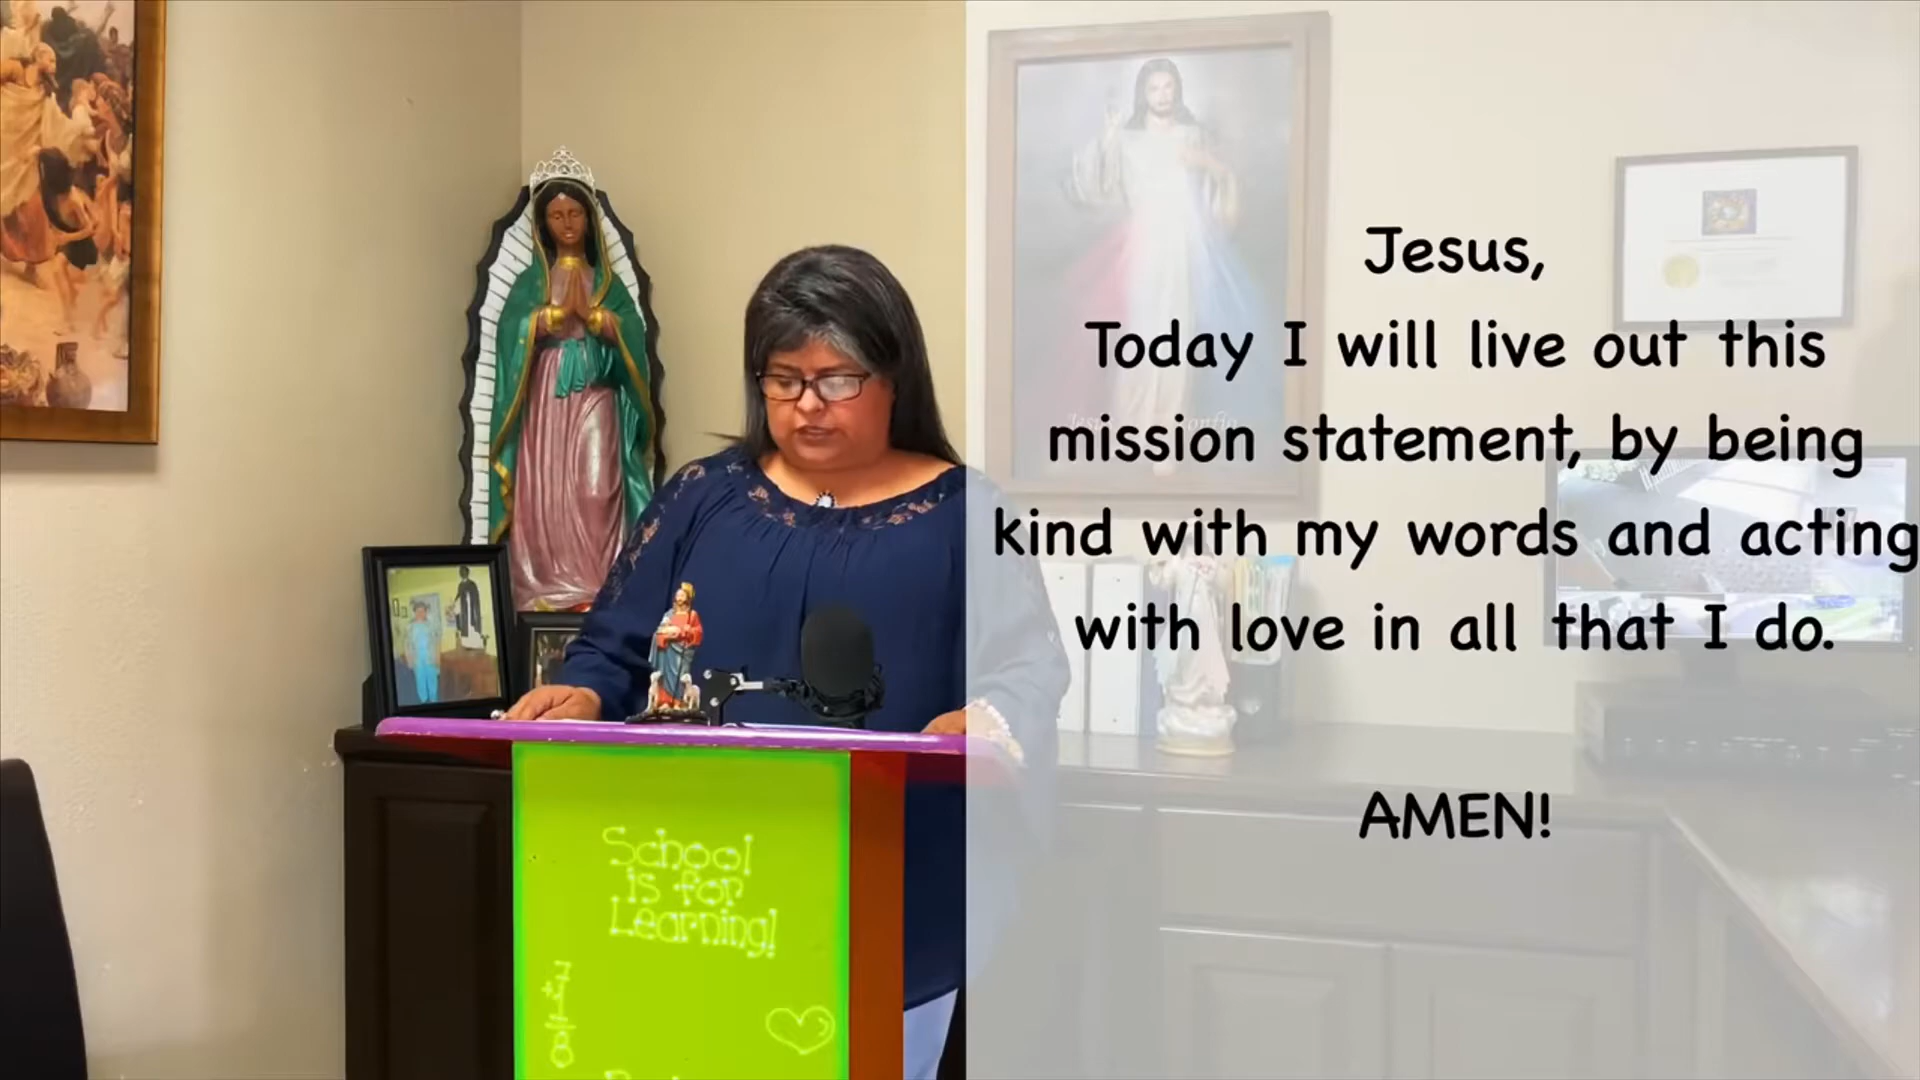 Jesus,
Today I will live out this
mission statement, by being
kind with my words and acting
with love in all that I do.
AMEN!
School
is for
Learning!